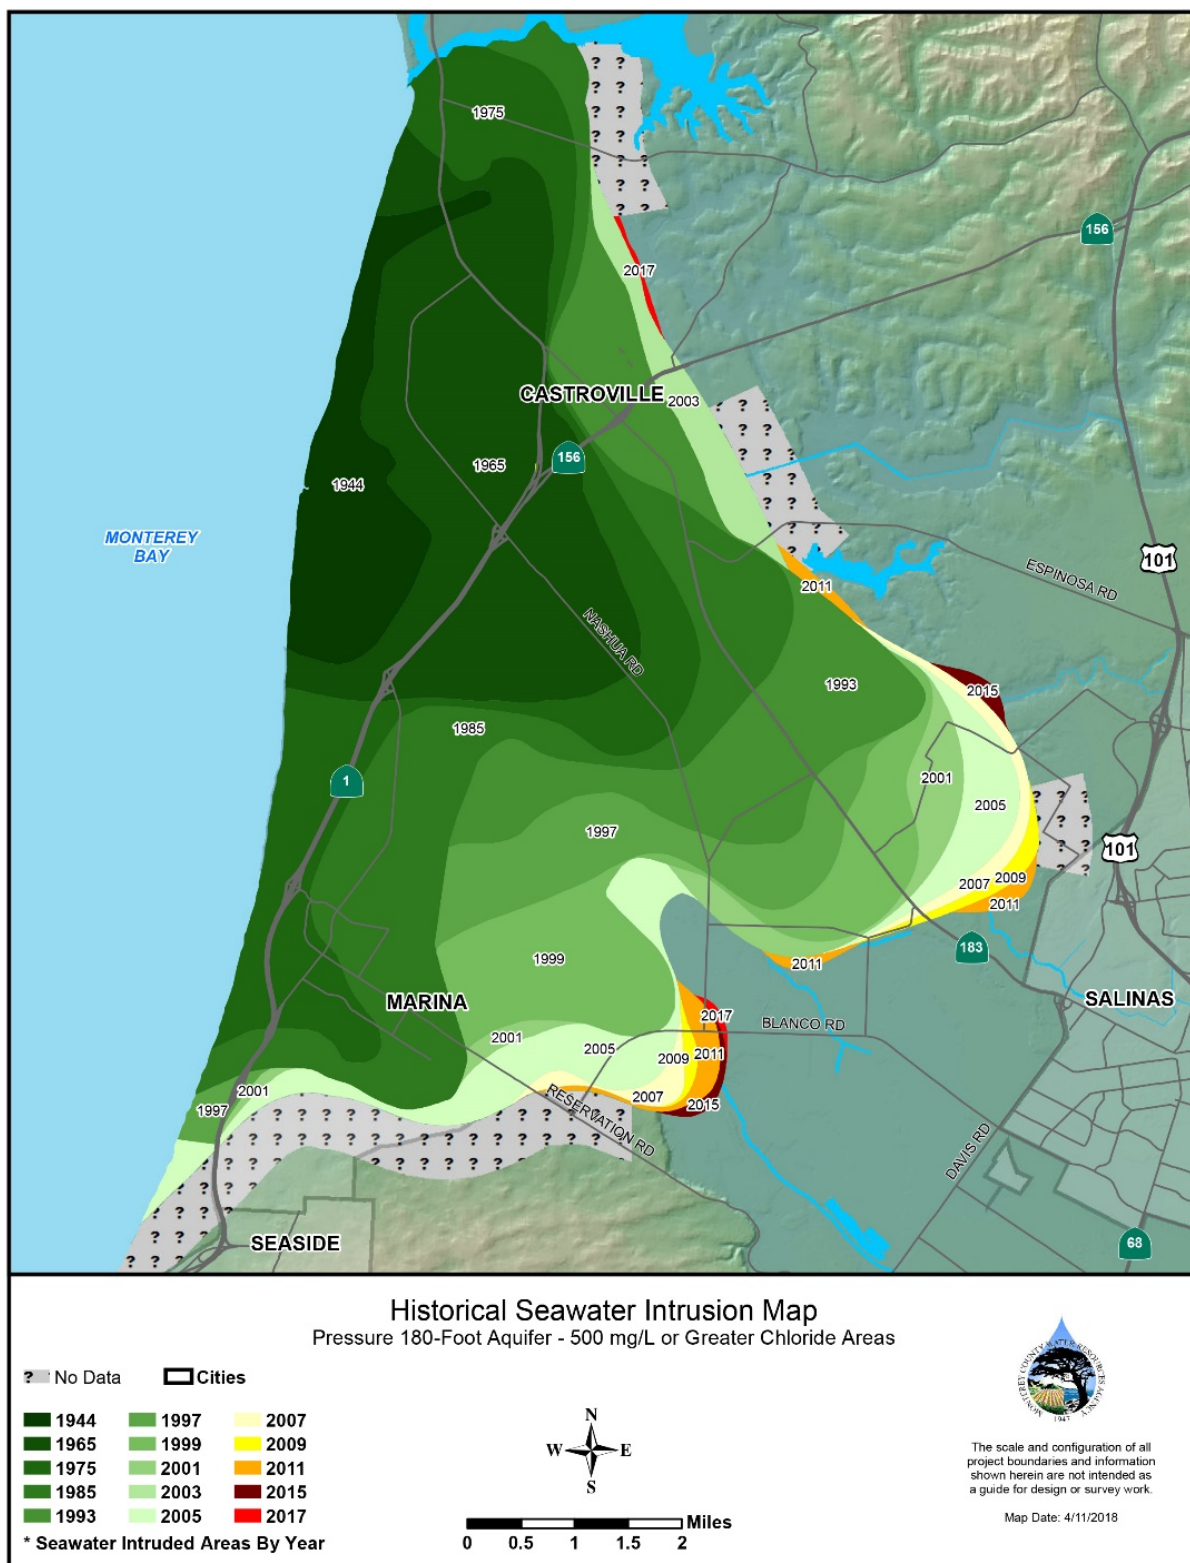 1975
156
2017
CASTROVILLE
2003
156
1965
1944
MONTEREY
BAY
101
ESPINOSA RD
2011
NASHUA RD
1993
2015
1985
1
2001
2005
1997
101
2007
2009
2011
183
1999
2011
SALINAS
MARINA
2017
BLANCO RD
2001
2005
2009
2011
2001
2007
2015
1997
RESERVATION RD
DAVIS RD
SEASIDE
68
Historical Seawater Intrusion Map
Pressure 180-Foot Aquifer - 500 mg/L or Greater Chloride Areas
? No Data
Cities
1944
1965
1975
1985
1993
1997
1999
2001
2003
2005
2007
2009
2011
2015
2017
* Seawater Intruded Areas By Year
N
W E
S
0 0.5 1 1.5 2 Miles
MONTEREY COUNTY WATER RESOURCES AGENCY
1947
The scale and configuration of all
project boundaries and information
shown herein are not intended as
a guide for design or survey work.
Map Date: 4/11/2018